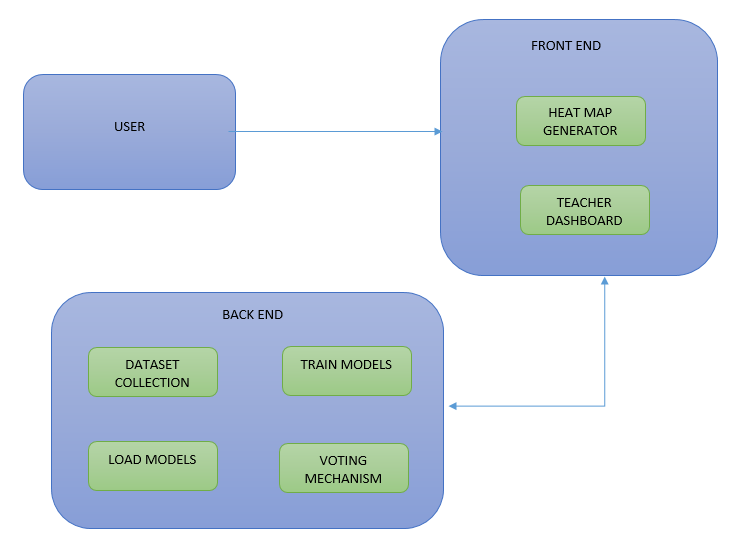 FRONT END
HEAT MAP
GENERATOR
USER
TEACHER
DASHBOARD
BACK END
DATASET
COLLECTION
TRAIN MODELS
LOAD MODELS
VOTING
MECHANISM